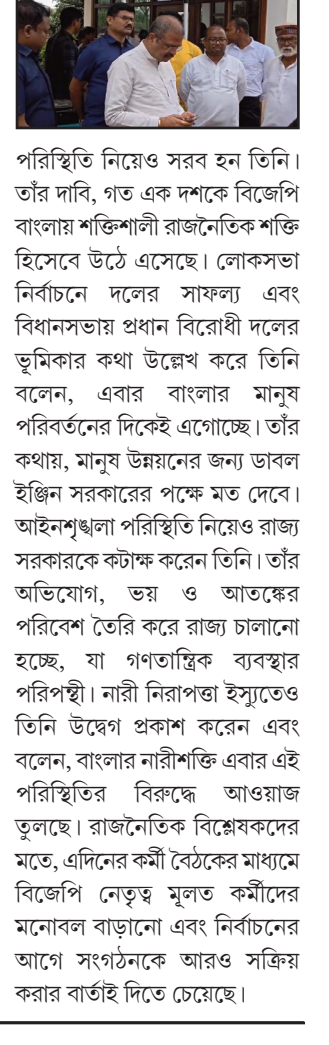 পরিস্থিতি নিয়েও সরব হন তিনি।
তাঁর দাবি, গত এক দশকে বিজেপি
বাংলায় শক্তিশালী রাজনৈতিক শক্তি
হিসেবে উঠে এসেছে। লোকসভা
নির্বাচনে দলের সাফল্য এবং
বিধানসভায় প্রধান বিরোধী দলের
ভূমিকার কথা উল্লেখ করে তিনি
বলেন, এবার বাংলার মানুষ
পরিবর্তনের দিকেই এগোচ্ছে। তাঁর
কথায়, মানুষ উন্নয়নের জন্য ডাবল
ইঞ্জিন সরকারের পক্ষে মত দেবে।
আইনশৃঙ্খলা পরিস্থিতি নিয়েও রাজ্য
সরকারকে কটাক্ষ করেন তিনি। তাঁর
অভিযোগ, ভয় ও আতঙ্কের
পরিবেশ তৈরি করে রাজ্য চালানো
হচ্ছে, যা গণতান্ত্রিক ব্যবস্থার
পরিপন্থী। নারী নিরাপত্তা ইস্যুতেও
তিনি উদ্বেগ প্রকাশ করেন এবং
বলেন, বাংলার নারীশক্তি এবার এই
পরিস্থিতির বিরুদ্ধে আওয়াজ
তুলছে। রাজনৈতিক বিশ্লেষকদের
মতে, এদিনের কর্মী বৈঠকের মাধ্যমে
বিজেপি নেতৃত্ব মূলত কর্মীদের
মনোবল বাড়ানো এবং নির্বাচনের
আগে সংগঠনকে আরও সক্রিয়
করার বার্তাই দিতে চেয়েছে।